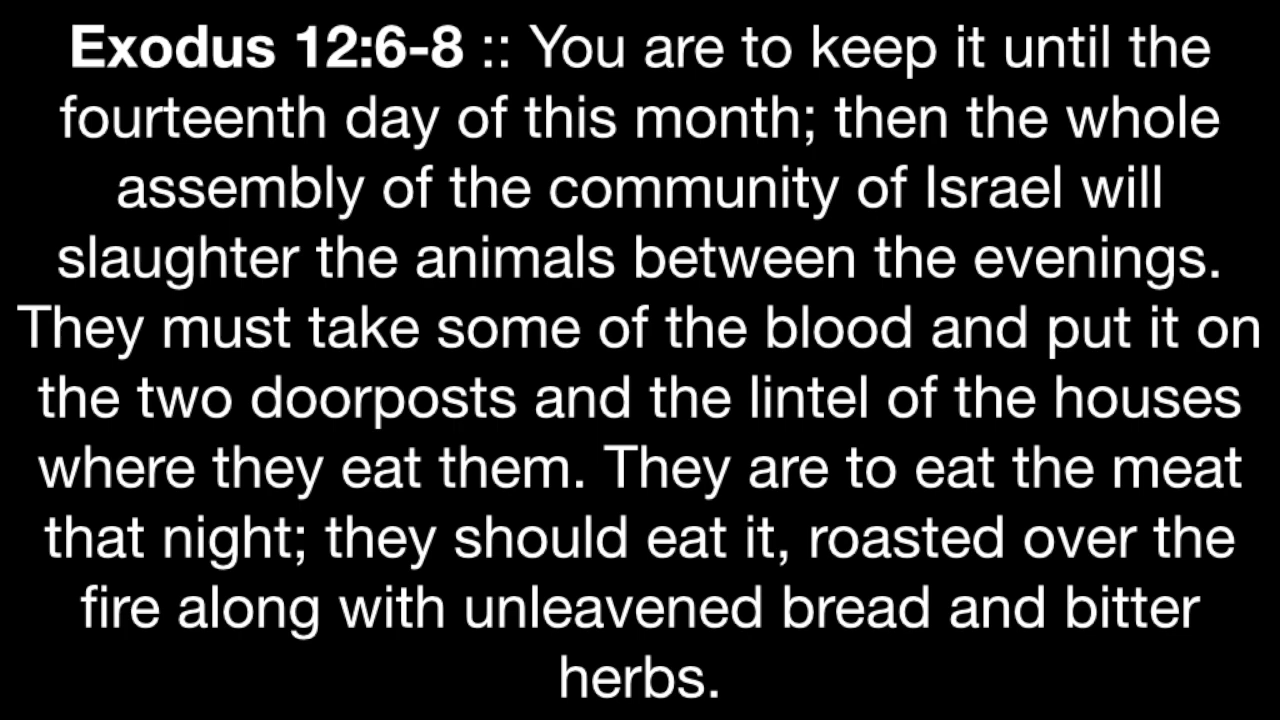 Exodus 12:6-8 :: You are to keep it until the
fourteenth day of this month; then the whole
assembly of the community of Israel will
slaughter the animals between the evenings.
They must take some of the blood and put it on
the two doorposts and the lintel of the houses
where they eat them. They are to eat the meat
that night; they should eat it, roasted over the
fire along with unleavened bread and bitter
herbs.